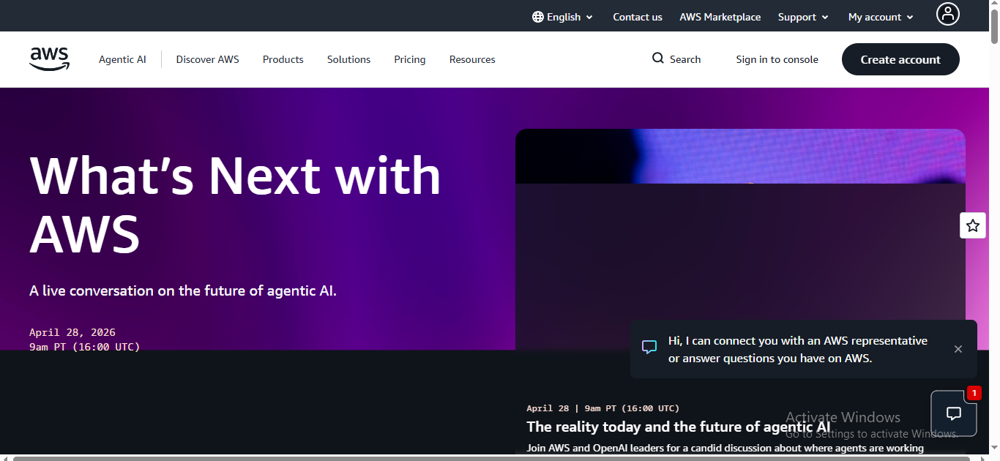 English
Contact us
AWS Marketplace
Support
My account
aws
Agentic AI
Discover AWS
Products
Solutions
Pricing
Resources
Search
Sign in to console
Create account
What's Next with
AWS
A live conversation on the future of agentic AI.
April 28, 2026
9am PT (16:00 UTC)
Hi, I can connect you with an AWS representative
or answer questions you have on AWS.
1
April 28 | 9am PT (16:00 UTC)
The reality today and the future of agentic AI
Join AWS and OpenAI leaders for a candid discussion about where agents are working
Activate Windows
Go to Settings to activate Windows.